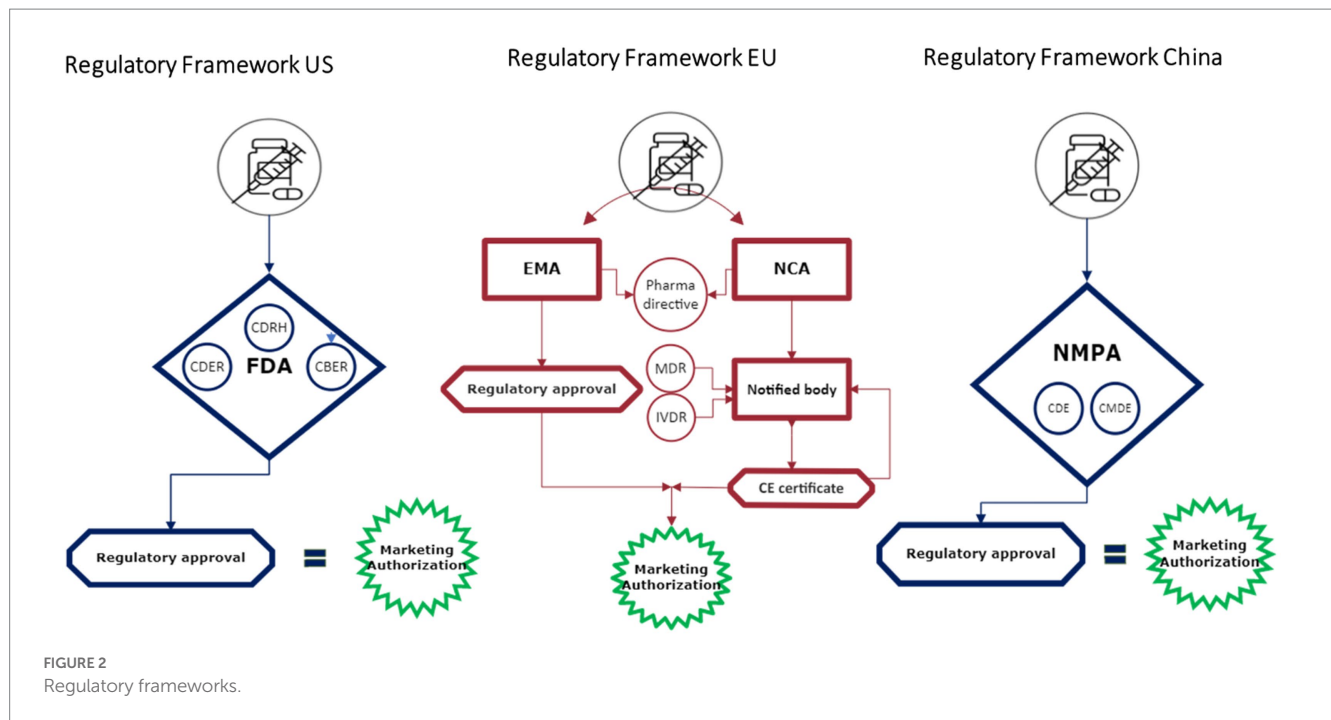 Regulatory Framework US
CDRH
CDER
FDA
CBER
Regulatory approval
=
Marketing
Authorization
Regulatory Framework EU
EMA
NCA
Pharma
directive
Regulatory approval
MDR
IVDR
Notified body
CE certificate
Marketing
Authorization
Regulatory Framework China
NMPA
CDE
CMDE
Regulatory approval
=
Marketing
Authorization
FIGURE 2
Regulatory frameworks.